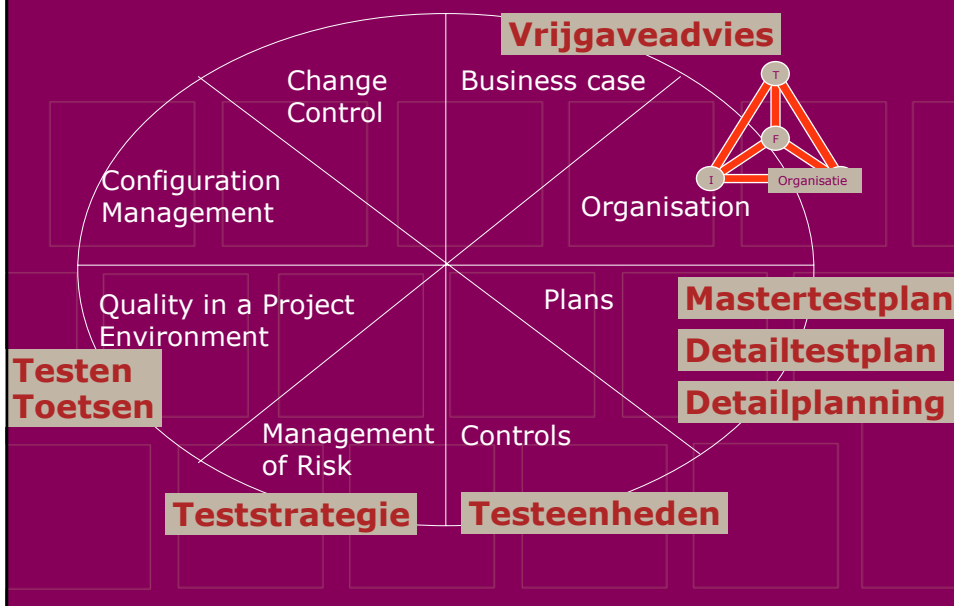 Vrijgaveadvies
Change
Control
Business case
T
F
I
Organisatie
Configuration
Management
Organisation
Quality in a Project
Environment
Plans
Mastertestplan
Detailtestplan
Detailplanning
Testen
Toetsen
Management
of Risk
Controls
Teststrategie
Testeenheden